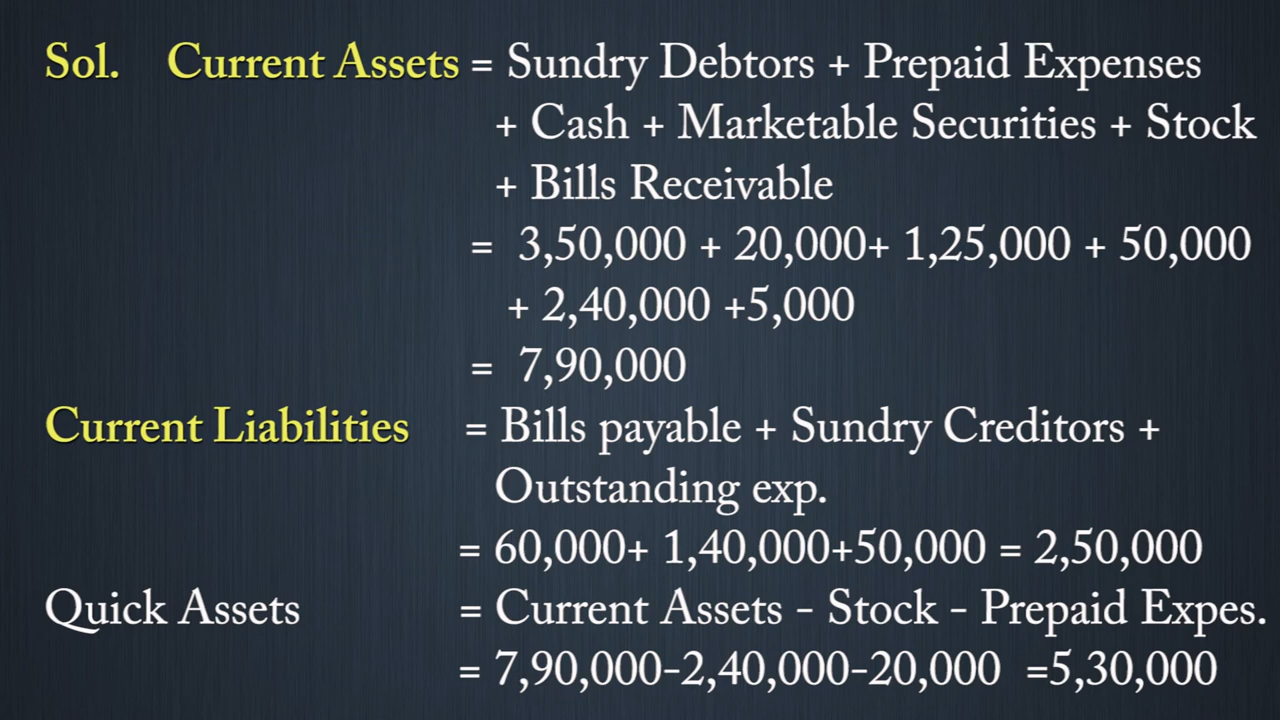 Sol. Current Assets = Sundry Debtors + Prepaid Expenses
+ Cash + Marketable Securities + Stock
+ Bills Receivable
= 3,50,000 + 20,000+ 1,25,000 + 50,000
+ 2,40,000 +5,000
= 7,90,000
Current Liabilities = Bills payable + Sundry Creditors +
Outstanding exp.
= 60,000+ 1,40,000+50,000 = 2,50,000
Quick Assets = Current Assets - Stock - Prepaid Expes.
= 7,90,000-2,40,000-20,000 =5,30,000